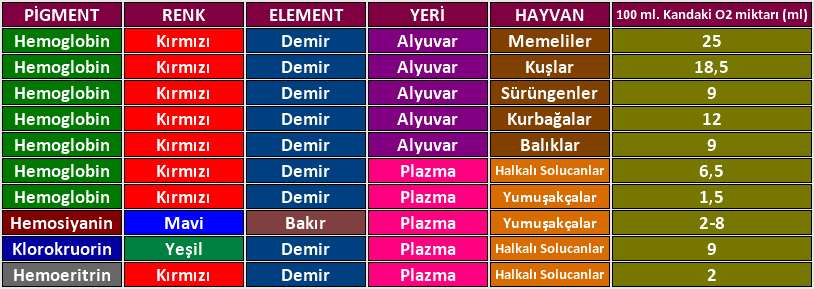 PİGMENT RENK ELEMENT YERİ HAYVAN 100 ml. Kandaki O2 miktarı (ml)
Hemoglobin Kırmızı Demir Alyuvar Memeliler 25
Hemoglobin Kırmızı Demir Alyuvar Kuşlar 18,5
Hemoglobin Kırmızı Demir Alyuvar Sürüngenler 9
Hemoglobin Kırmızı Demir Alyuvar Kurbağalar 12
Hemoglobin Kırmızı Demir Alyuvar Balıklar 9
Hemoglobin Kırmızı Demir Plazma Halkalı Solucanlar 6,5
Hemoglobin Kırmızı Demir Plazma Yumuşakçalar 1,5
Hemosiyanin Mavi Bakır Plazma Yumuşakçalar 2-8
Klorokruorin Yeşil Demir Plazma Halkalı Solucanlar 9
Hemoeritrin Kırmızı Demir Plazma Halkalı Solucanlar 2